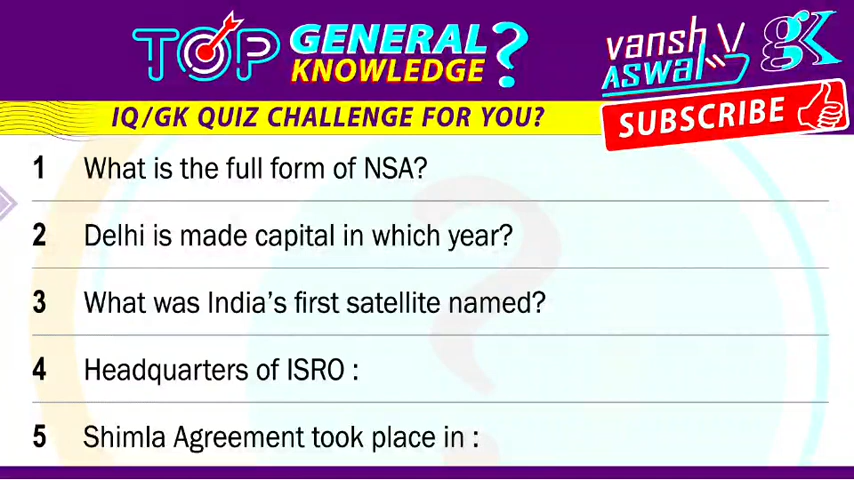 TOP GENERAL KNOWLEDGE ?
vansh ASWAL gk
IQ/GK QUIZ CHALLENGE FOR YOU?
SUBSCRIBE
1 What is the full form of NSA?
2 Delhi is made capital in which year?
3 What was India’s first satellite named?
4 Headquarters of ISRO :
5 Shimla Agreement took place in :